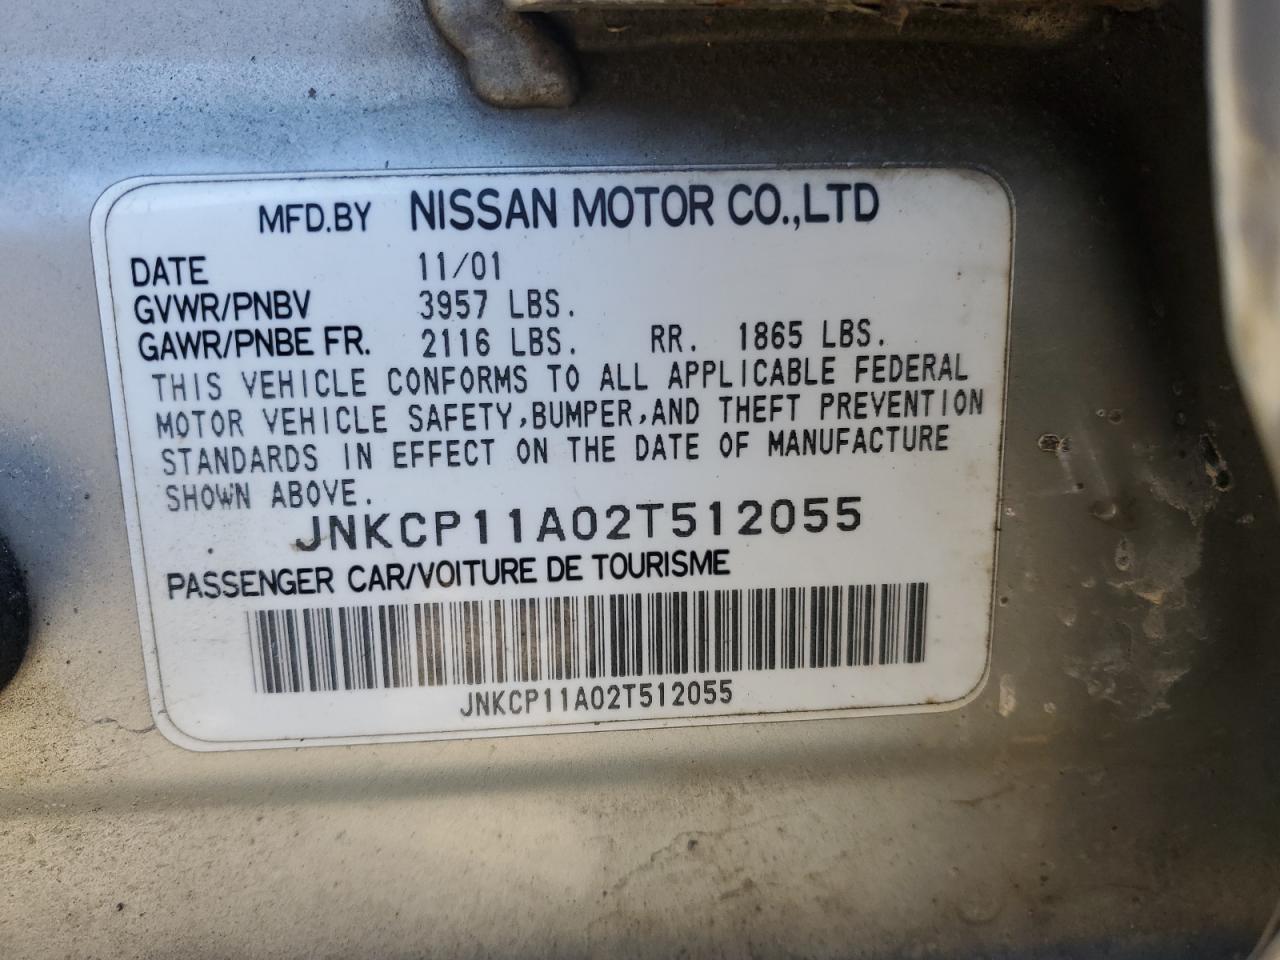 MFD.BY NISSAN MOTOR CO.,LTD
DATE 11/01
GVWR/PNBV 3957 LBS.
GAWR/PNBE FR. 2116 LBS. RR. 1865 LBS.
THIS VEHICLE CONFORMS TO ALL APPLICABLE FEDERAL
MOTOR VEHICLE SAFETY,BUMPER,AND THEFT PREVENTION
STANDARDS IN EFFECT ON THE DATE OF MANUFACTURE
SHOWN ABOVE.
JNKCP11A02T512055
PASSENGER CAR/VOITURE DE TOURISME
JNKCP11A02T512055